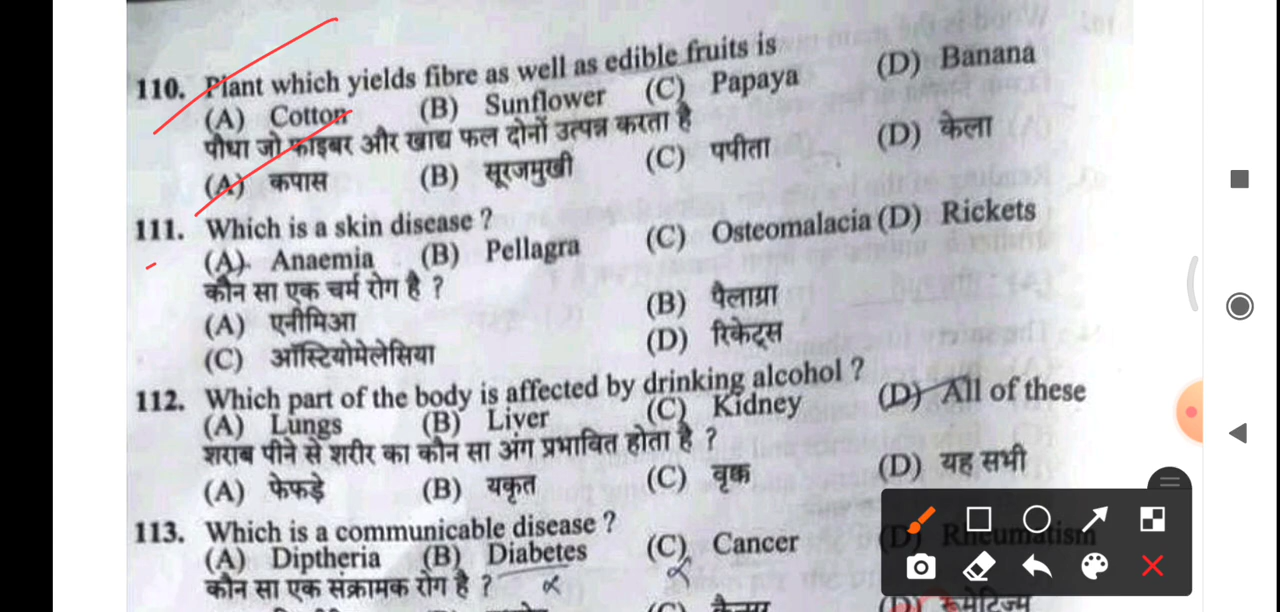 110. Plant which yields fibre as well as edible fruits is
(A) Cotton (B) Sunflower (C) Papaya (D) Banana
पौधा जो फाइबर और खाद्य फल दोनों उत्पन्न करता है
(A) कपास (B) सूरजमुखी (C) पपीता (D) केला
111. Which is a skin disease ?
(A) Anaemia (B) Pellagra (C) Osteomalacia (D) Rickets
कौन सा एक चर्म रोग है ?
(A) एनीमिआ (B) पैलाग्रा
(C) ऑस्टियोमेलेसिया (D) रिकेट्स
112. Which part of the body is affected by drinking alcohol ?
(A) Lungs (B) Liver (C) Kidney (D) All of these
शराब पीने से शरीर का कौन सा अंग प्रभावित होता है ?
(A) फेफड़े (B) यकृत (C) वृक्क (D) यह सभी
113. Which is a communicable disease ?
(A) Diptheria (B) Diabetes (C) Cancer (D) Rheumatism
कौन सा एक संक्रामक रोग है ?
(C) कैन्सर (D) रूमेटिज्म